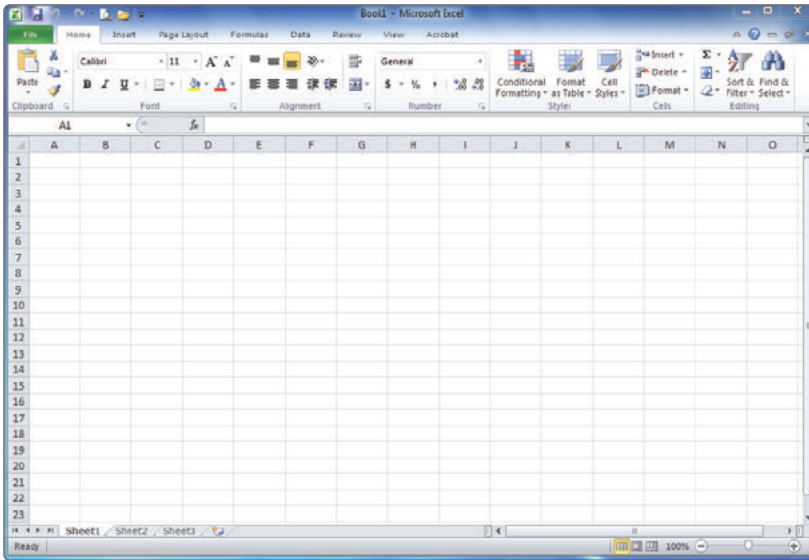 Book1 - Microsoft Excel
File Home Insert Page Layout Formulas Data Review View Acrobat
Calibri 11 A A General Insert Σ
Paste B I U A $ % , Conditional Format Cell Delete Sort & Find &
Formatting as Table Styles Format Filter Select
Clipboard Font Alignment Number Styles Cells Editing
A1 fx
A B C D E F G H I J K L M N O
1
2
3
4
5
6
7
8
9
10
11
12
13
14
15
16
17
18
19
20
21
22
23
Sheet1 Sheet2 Sheet3
Ready 100%